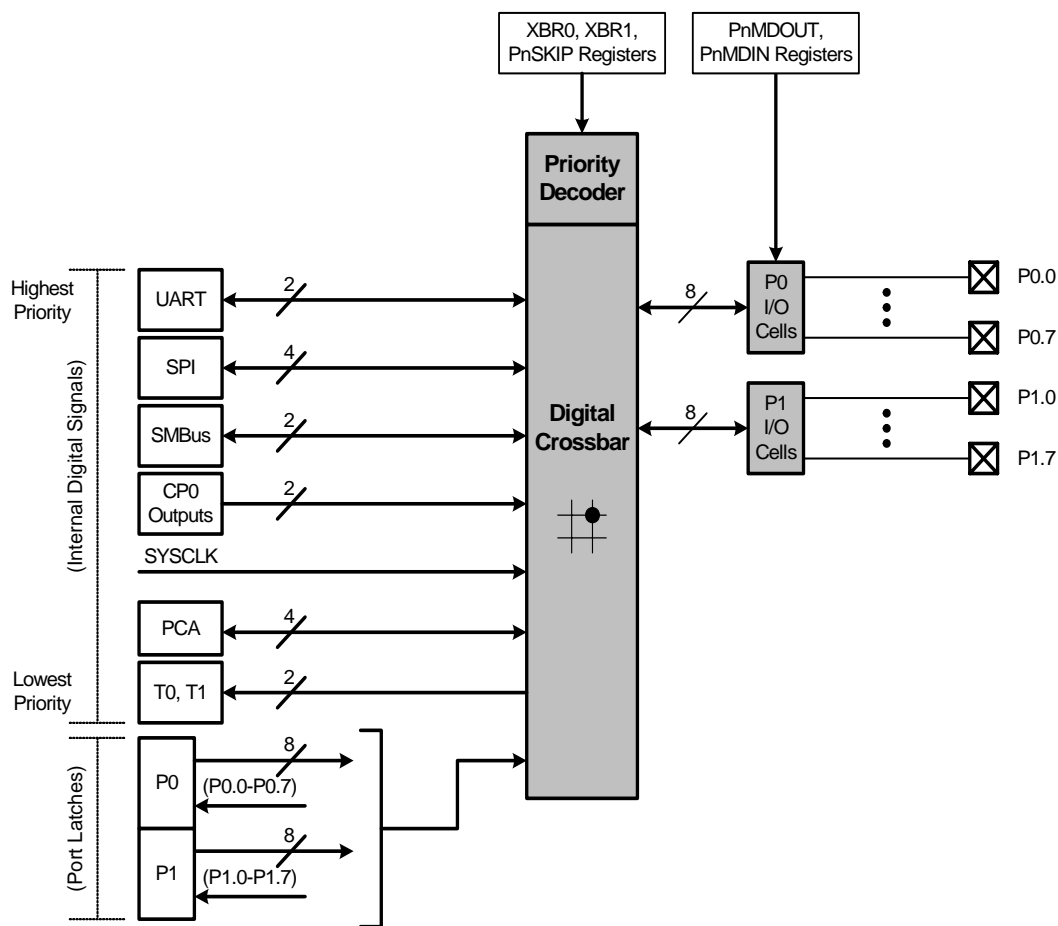 XBR0, XBR1,
PnSKIP Registers
PnMDOUT,
PnMDIN Registers
Priority
Decoder
Highest
Priority
(Internal Digital Signals)
UART
2
SPI
4
SMBus
2
CP0
Outputs
2
SYSCLK
PCA
4
Lowest
Priority
T0, T1
2
Digital
Crossbar
8
P0
I/O
Cells
P0.0
P0.7
8
P1
I/O
Cells
P1.0
P1.7
(Port Latches)
P0
8
(P0.0-P0.7)
P1
8
(P1.0-P1.7)